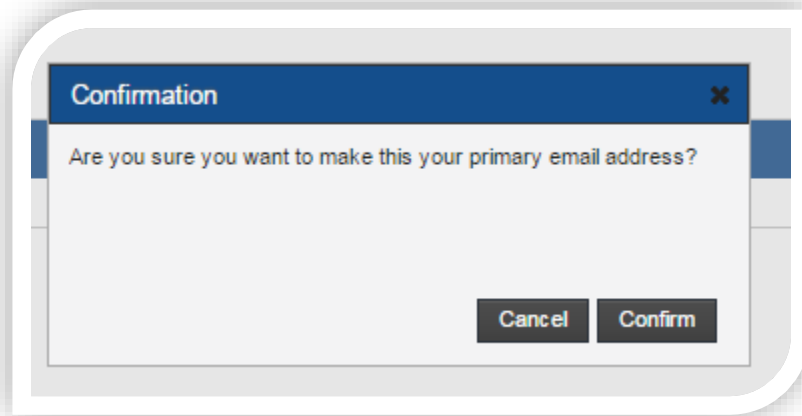 Confirmation
Are you sure you want to make this your primary email address?
Cancel Confirm